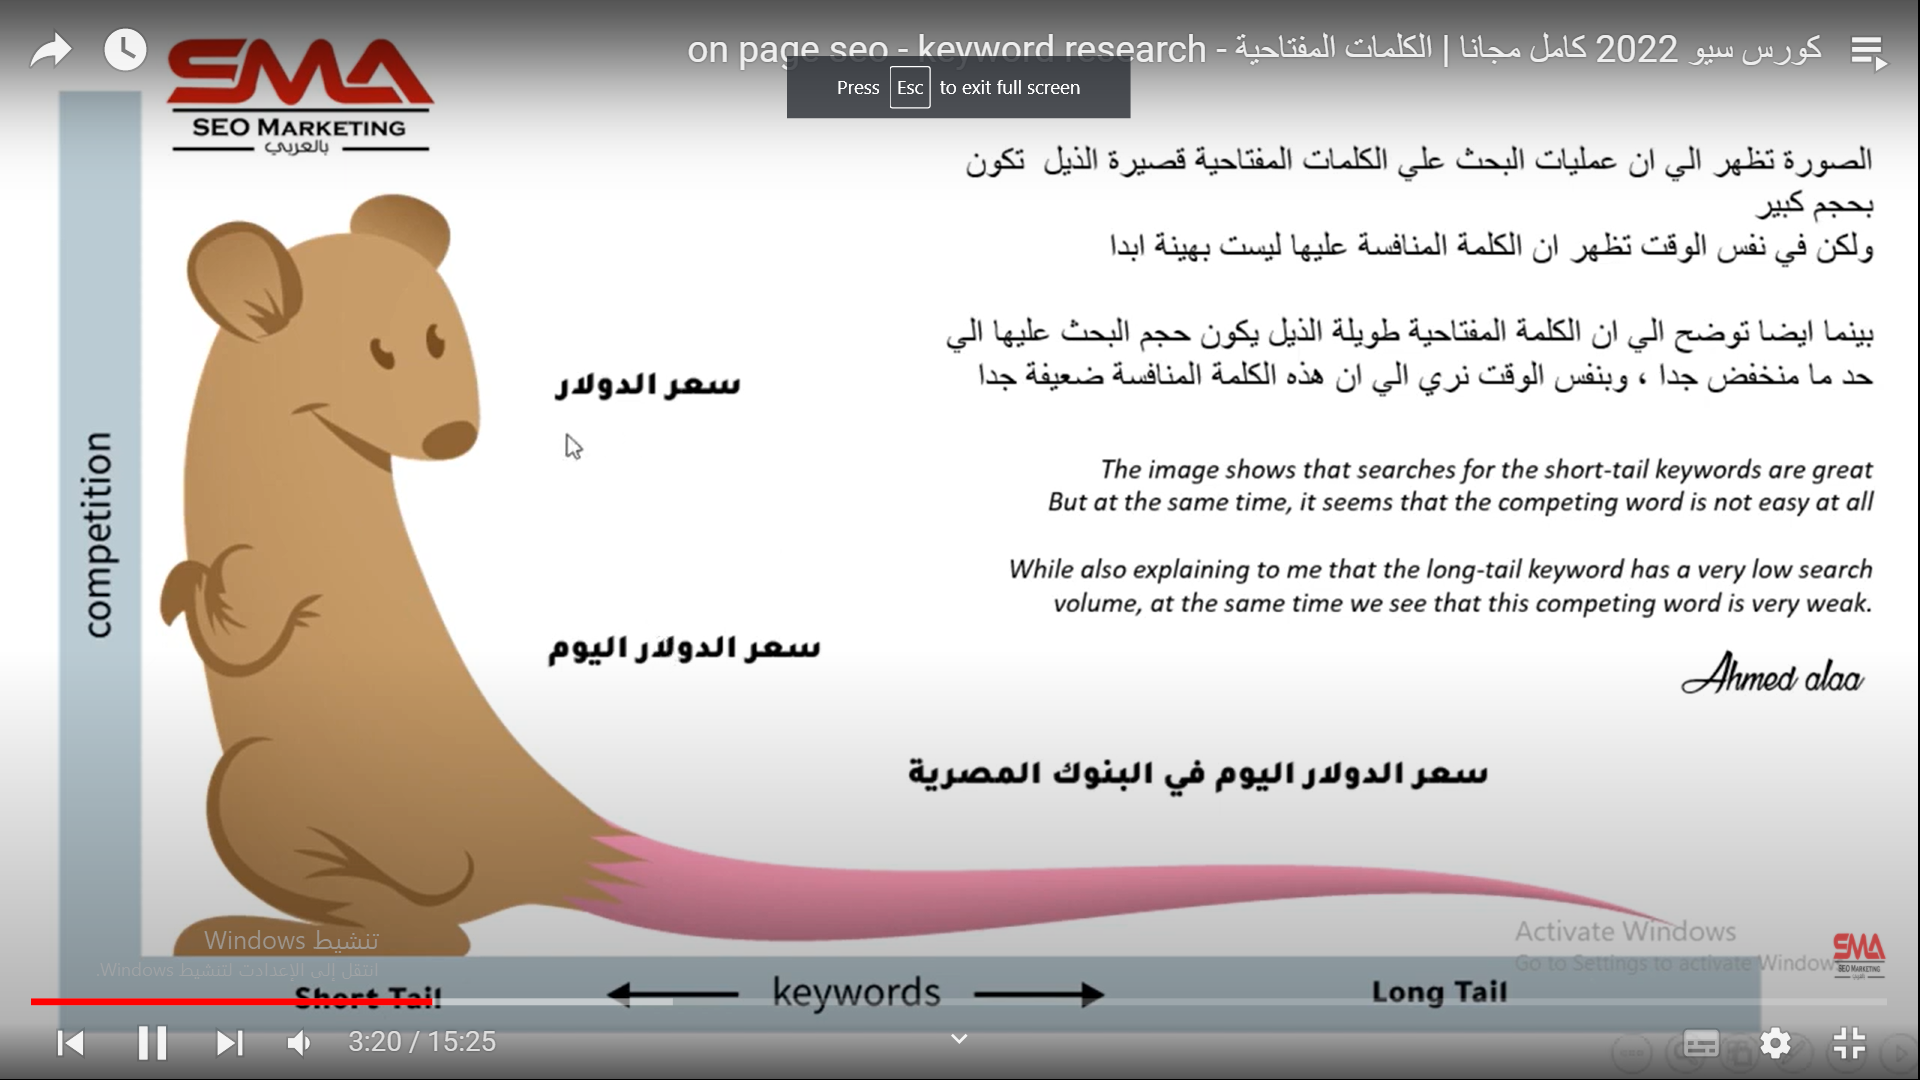 كورس سيو 2022 كامل مجانا | الكلمات المفتاحية - on page seo - keyword research
Press Esc to exit full screen
SMA
SEO MARKETING
بالعربي
الصورة تظهر الي ان عمليات البحث علي الكلمات المفتاحية قصيرة الذيل تكون
بحجم كبير
ولكن في نفس الوقت تظهر ان الكلمة المنافسة عليها ليست بهينة ابدا
بينما ايضا توضح الي ان الكلمة المفتاحية طويلة الذيل يكون حجم البحث عليها الي
حد ما منخفض جدا ، وبنفس الوقت نري الي ان هذه الكلمة المنافسة ضعيفة جدا
The image shows that searches for the short-tail keywords are great
But at the same time, it seems that the competing word is not easy at all
While also explaining to me that the long-tail keyword has a very low search
volume, at the same time we see that this competing word is very weak.
Ahmed alaa
competition
سعر الدولار
سعر الدولار اليوم
سعر الدولار اليوم في البنوك المصرية
تنشيط Windows
انتقل إلى الإعدادت لتنشيط Windows.
Activate Windows
Go to Settings to activate Windows
SMA
SEO MARKETING
Short Tail
keywords
Long Tail
3:20 / 15:25